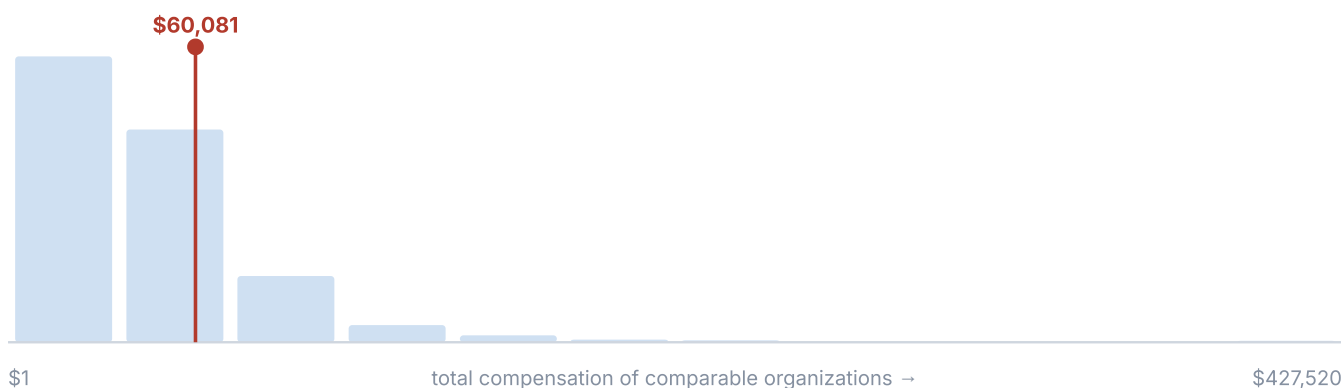 $60,081
$1
total compensation of comparable organizations →
$427,520